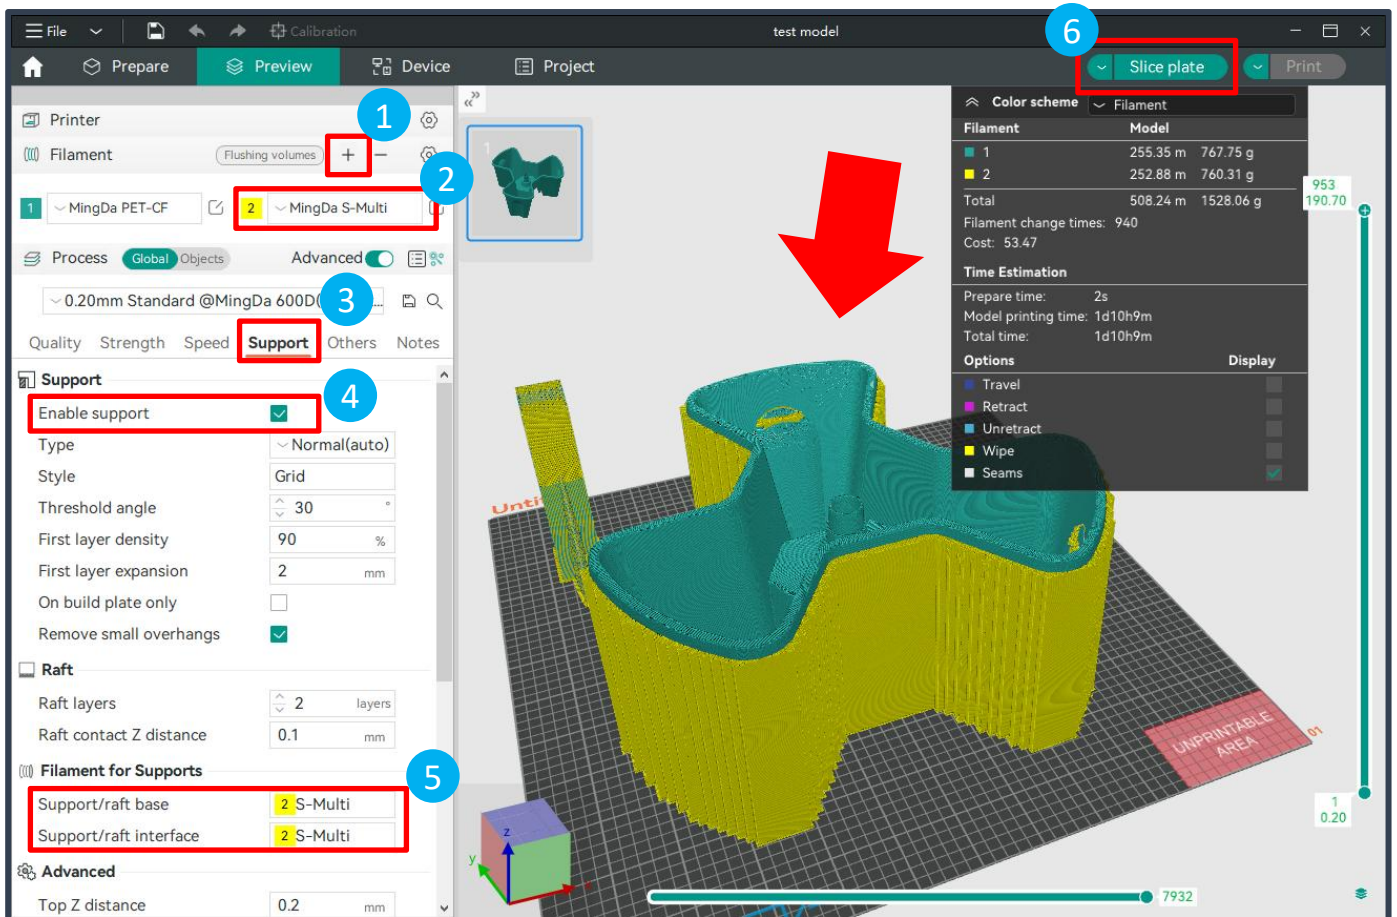 File
Calibration
test model
6
Prepare
Preview
Device
Project
Slice plate
Print
Printer
1
Filament
Flushing volumes
+
−
2
1
MingDa PET-CF
2
MingDa S-Multi
Process
Global
Objects
Advanced
0.20mm Standard @MingDa 600D(
...
3
Quality
Strength
Speed
Support
Others
Notes
Support
4
Enable support
Type
Normal(auto)
Style
Grid
Threshold angle
30
°
First layer density
90
%
First layer expansion
2
mm
On build plate only
Remove small overhangs
Raft
Raft layers
2
layers
Raft contact Z distance
0.1
mm
Filament for Supports
5
Support/raft base
2 S-Multi
Support/raft interface
2 S-Multi
Advanced
Top Z distance
0.2
mm
1
Color scheme
Filament
Filament
Model
1
255.35 m 767.75 g
2
252.88 m 760.31 g
Total
508.24 m 1528.06 g
Filament change times: 940
Cost: 53.47
Time Estimation
Prepare time: 2s
Model printing time: 1d10h9m
Total time: 1d10h9m
Options
Display
Travel
Retract
Unretract
Wipe
Seams
953
190.70
Unti
UNPRINTABLE
AREA
01
1
0.20
z
y
7932